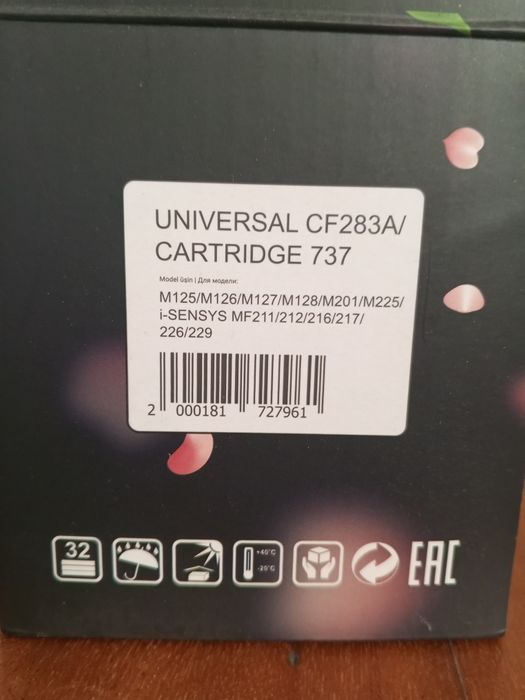 UNIVERSAL CF283A/
CARTRIDGE 737
Model üşin | Для модели:
M125/M126/M127/M128/M201/M225/
i-SENSYS MF211/212/216/217/
226/229
2 000181 727961
32
+40°C
-20°C
EAC